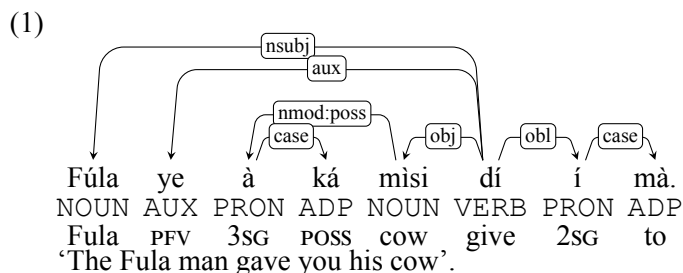 (1)
nsubj
aux
nmod:poss
case obj obl case
Fúla ye à ká mìsi dí í mà.
NOUN AUX PRON ADP NOUN VERB PRON ADP
Fula PFV 3SG POSS cow give 2SG to
‘The Fula man gave you his cow’.